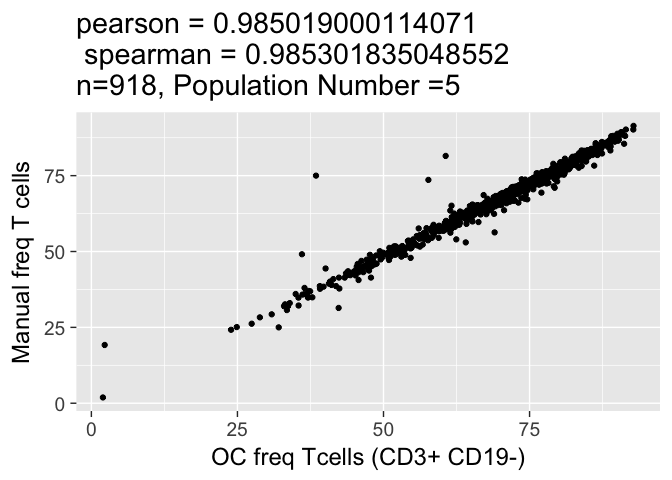 pearson = 0.985019000114071
spearman = 0.985301835048552
n=918, Population Number =5
Manual freq T cells
75
50
25
0
0 25 50 75
OC freq Tcells (CD3+ CD19-)